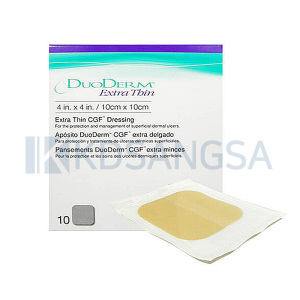 DUODERM®
Extra Thin
4 in. x 4 in. / 10cm x 10cm
Extra Thin CGF® Dressing
For the protection and management of superficial dermal ulcers.
Apósito DuoDerm® CGF® extra delgado
Para protección y tratamiento de úlceras dérmicas superficiales.
Pansements DuoDerm® CGF® extra minces
Pour la protection et les soins des ulcères dermiques superficiels.
KDSANGSA
10